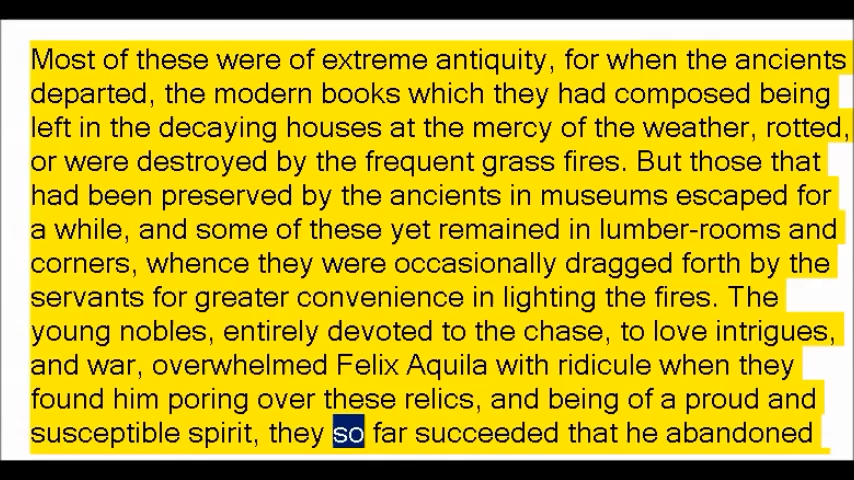 Most of these were of extreme antiquity, for when the ancients
departed, the modern books which they had composed being
left in the decaying houses at the mercy of the weather, rotted,
or were destroyed by the frequent grass fires. But those that
had been preserved by the ancients in museums escaped for
a while, and some of these yet remained in lumber-rooms and
corners, whence they were occasionally dragged forth by the
servants for greater convenience in lighting the fires. The
young nobles, entirely devoted to the chase, to love intrigues,
and war, overwhelmed Felix Aquila with ridicule when they
found him poring over these relics, and being of a proud and
susceptible spirit, they so far succeeded that he abandoned